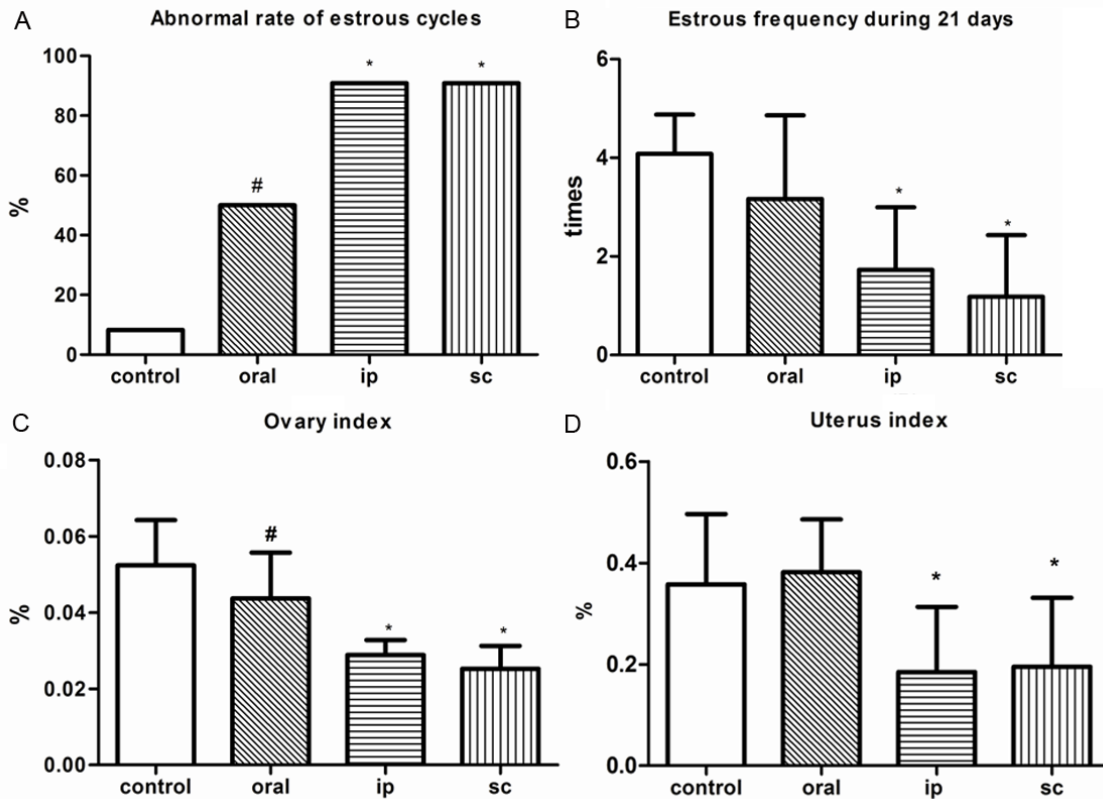 A
Abnormal rate of estrous cycles
100
80
60
40
20
0
%
#
*
*
control oral ip sc
B
Estrous frequency during 21 days
6
4
2
0
times
*
*
control oral ip sc
C
Ovary index
0.08
0.06
0.04
0.02
0.00
%
#
*
*
control oral ip sc
D
Uterus index
0.6
0.4
0.2
0.0
%
*
*
control oral ip sc